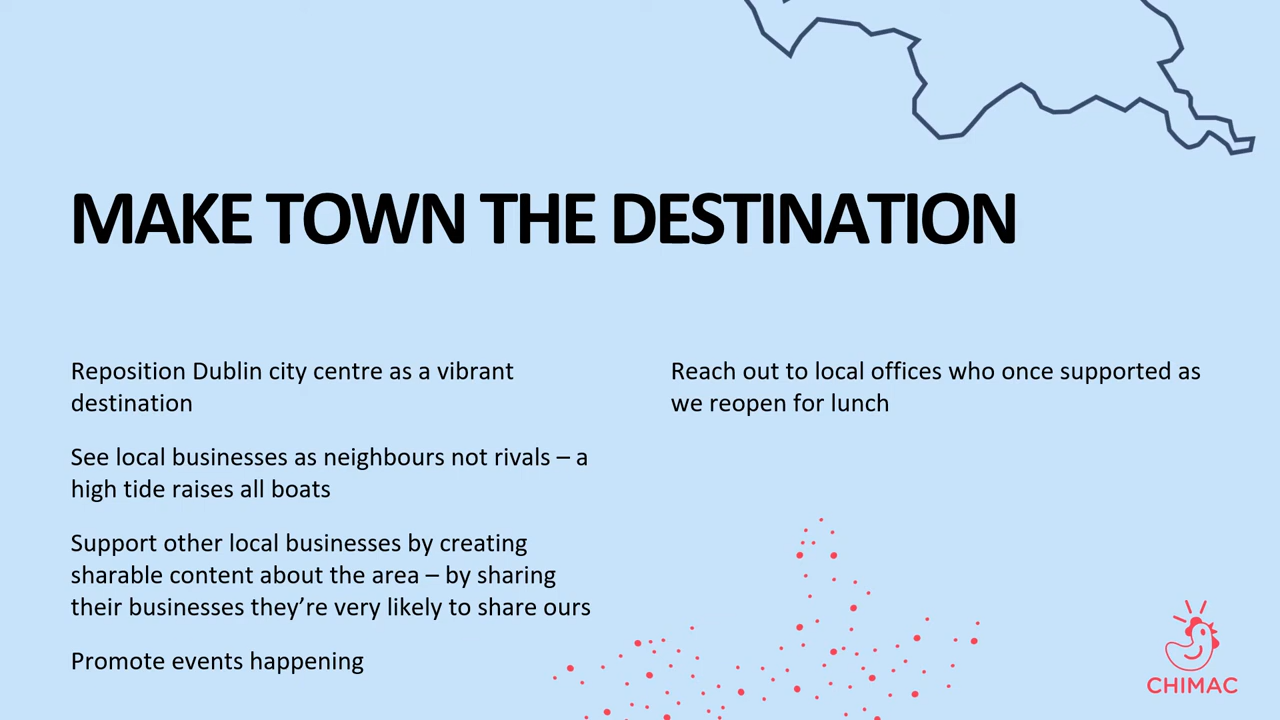 MAKE TOWN THE DESTINATION
Reposition Dublin city centre as a vibrant
destination
See local businesses as neighbours not rivals – a
high tide raises all boats
Support other local businesses by creating
sharable content about the area – by sharing
their businesses they’re very likely to share ours
Promote events happening
Reach out to local offices who once supported as
we reopen for lunch
CHIMAC